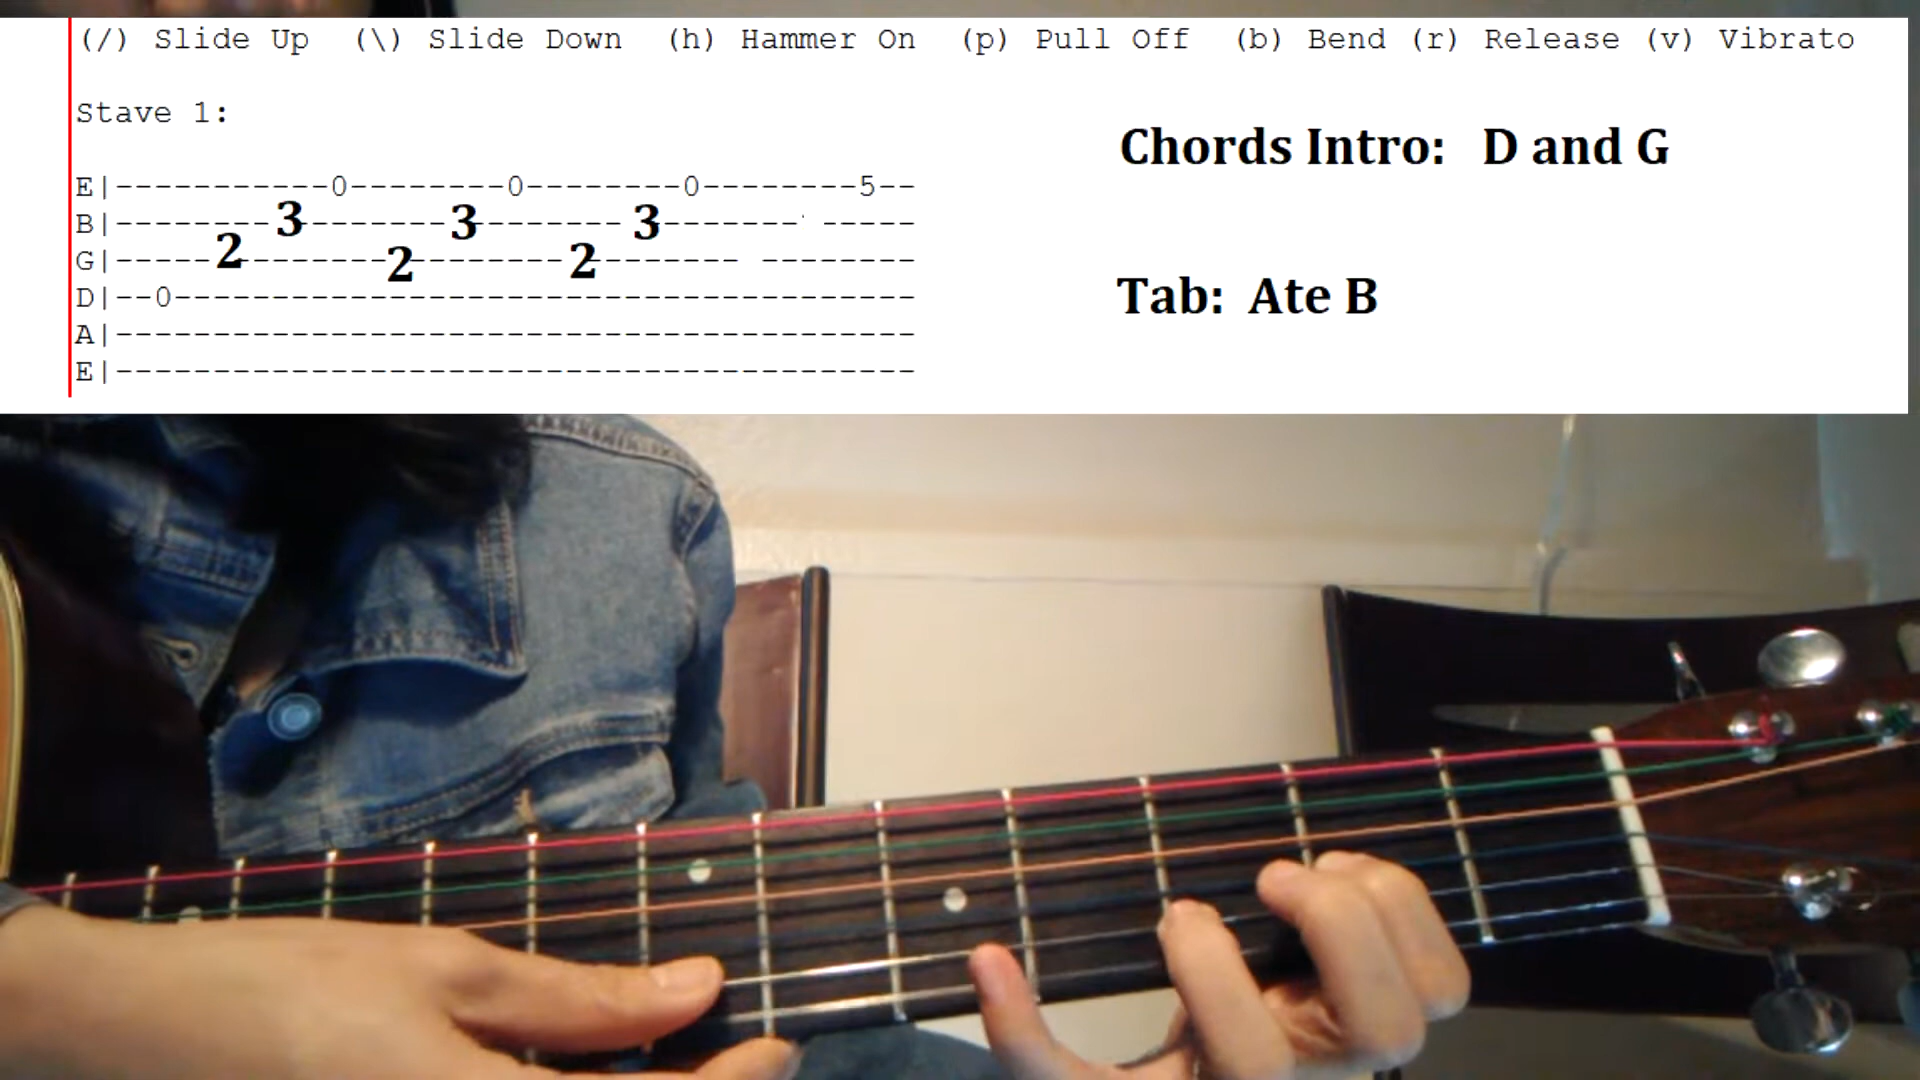 (/) Slide Up (\) Slide Down (h) Hammer On (p) Pull Off (b) Bend (r) Release (v) Vibrato
Stave 1:
E|-----------0--------0--------0--------5--
B|--------3-------3-------3------- -----
G|-----2-------2-------2------- --------
D|--0--------------------------------------
A|-----------------------------------------
E|-----------------------------------------
Chords Intro: D and G
Tab: Ate B